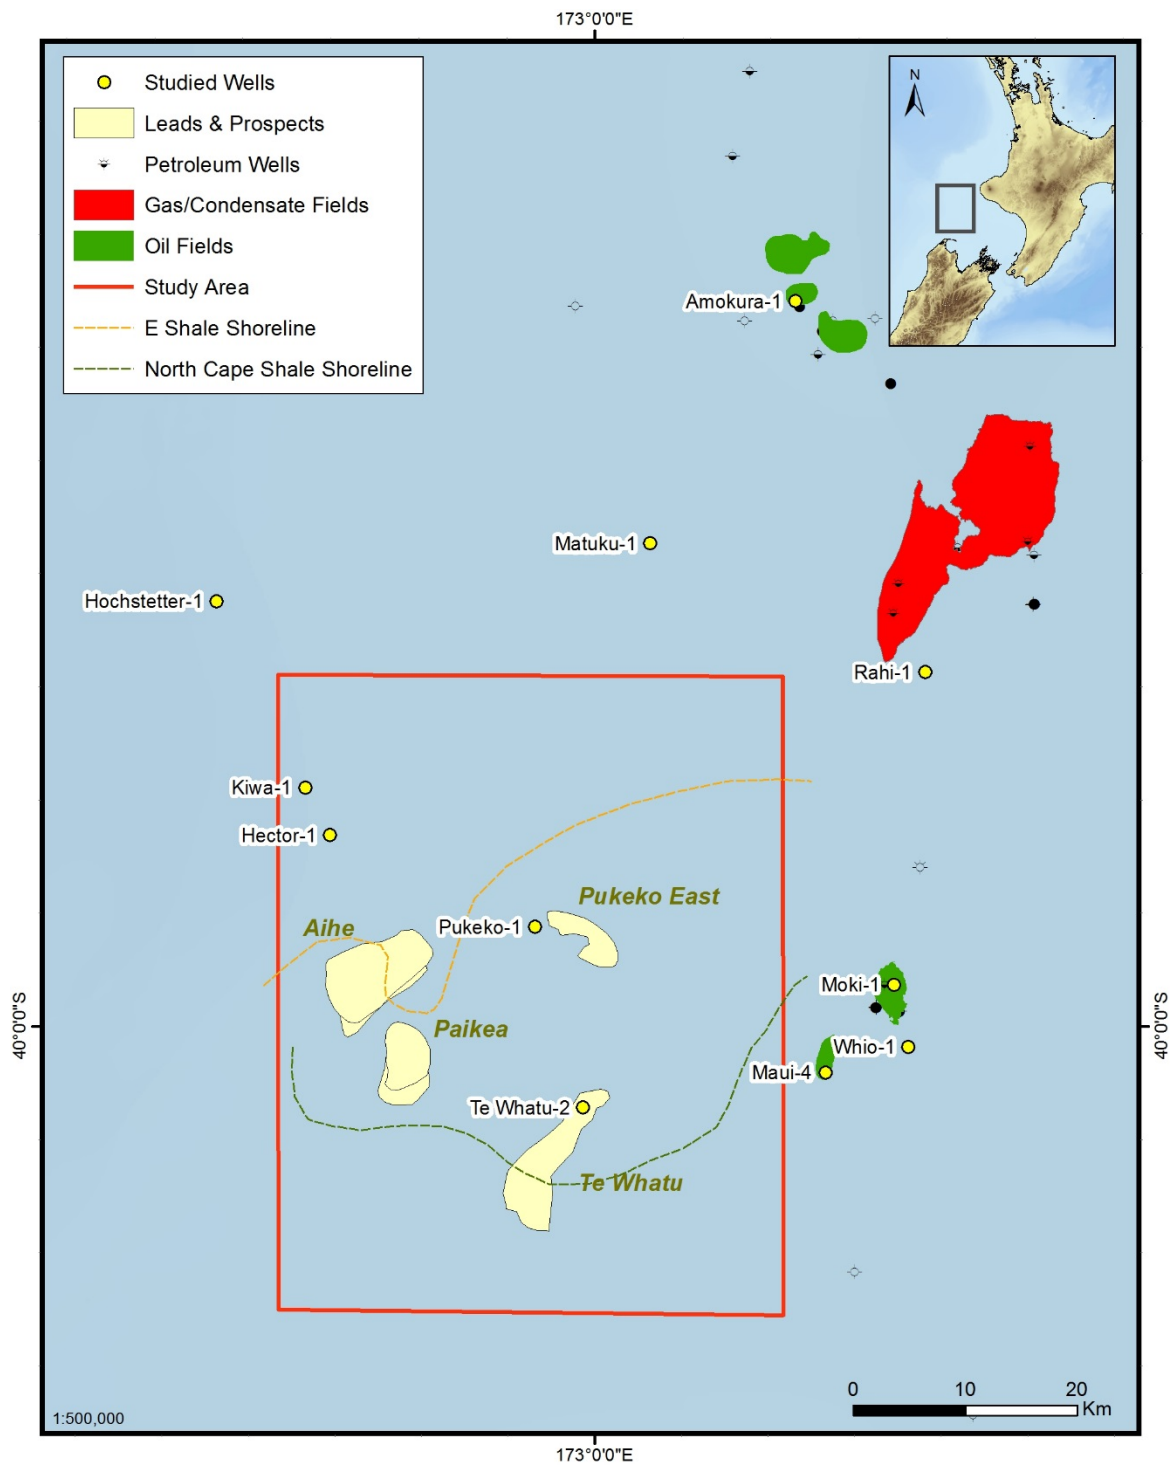 173°0'0"E
Studied Wells
Leads & Prospects
Petroleum Wells
Gas/Condensate Fields
Oil Fields
Study Area
E Shale Shoreline
North Cape Shale Shoreline
N
Amokura-1
Matuku-1
Hochstetter-1
Rahi-1
Kiwa-1
Hector-1
Pukeko East
Aihe
Pukeko-1
Moki-1
Paikea
40°0'0"S
40°0'0"S
Whio-1
Maui-4
Te Whatu-2
Te Whatu
0 10 20
Km
1:500,000
173°0'0"E